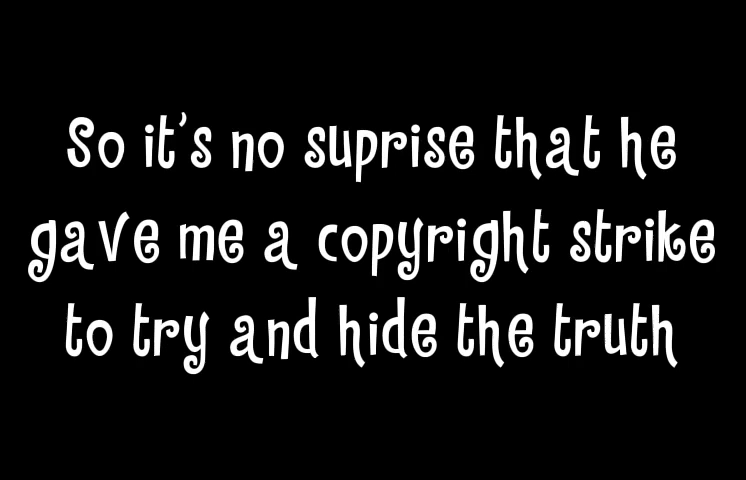 So it's no suprise that he
gave me a copyright strike
to try and hide the truth